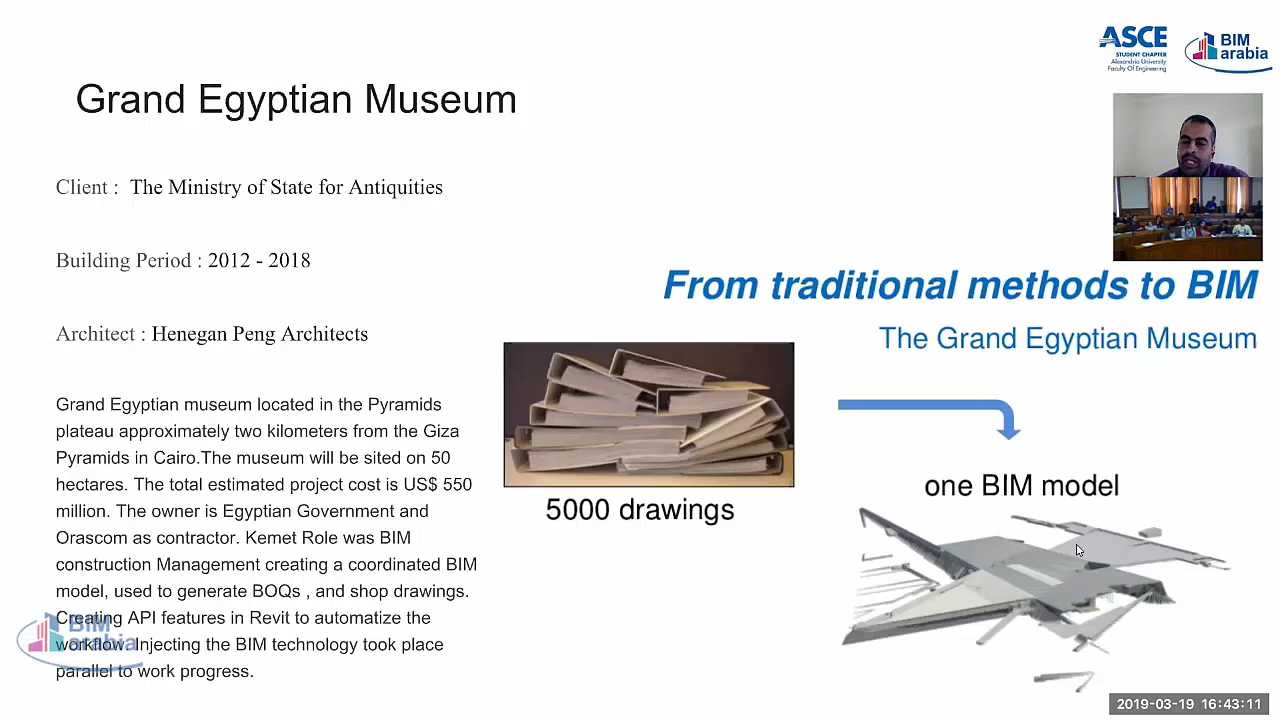 ASCE
STUDENT CHAPTER
Alexandria University
Faculty Of Engineering
BIM
arabia
Grand Egyptian Museum
Client : The Ministry of State for Antiquities
Building Period : 2012 - 2018
Architect : Henegan Peng Architects
Grand Egyptian museum located in the Pyramids
plateau approximately two kilometers from the Giza
Pyramids in Cairo.The museum will be sited on 50
hectares. The total estimated project cost is US$ 550
million. The owner is Egyptian Government and
Orascom as contractor. Kemet Role was BIM
construction Management creating a coordinated BIM
model, used to generate BOQs , and shop drawings.
Creating API features in Revit to automatize the
workflow. Injecting the BIM technology took place
parallel to work progress.
BIM
arabia
From traditional methods to BIM
The Grand Egyptian Museum
5000 drawings
one BIM model
2019-03-19 16:43:11